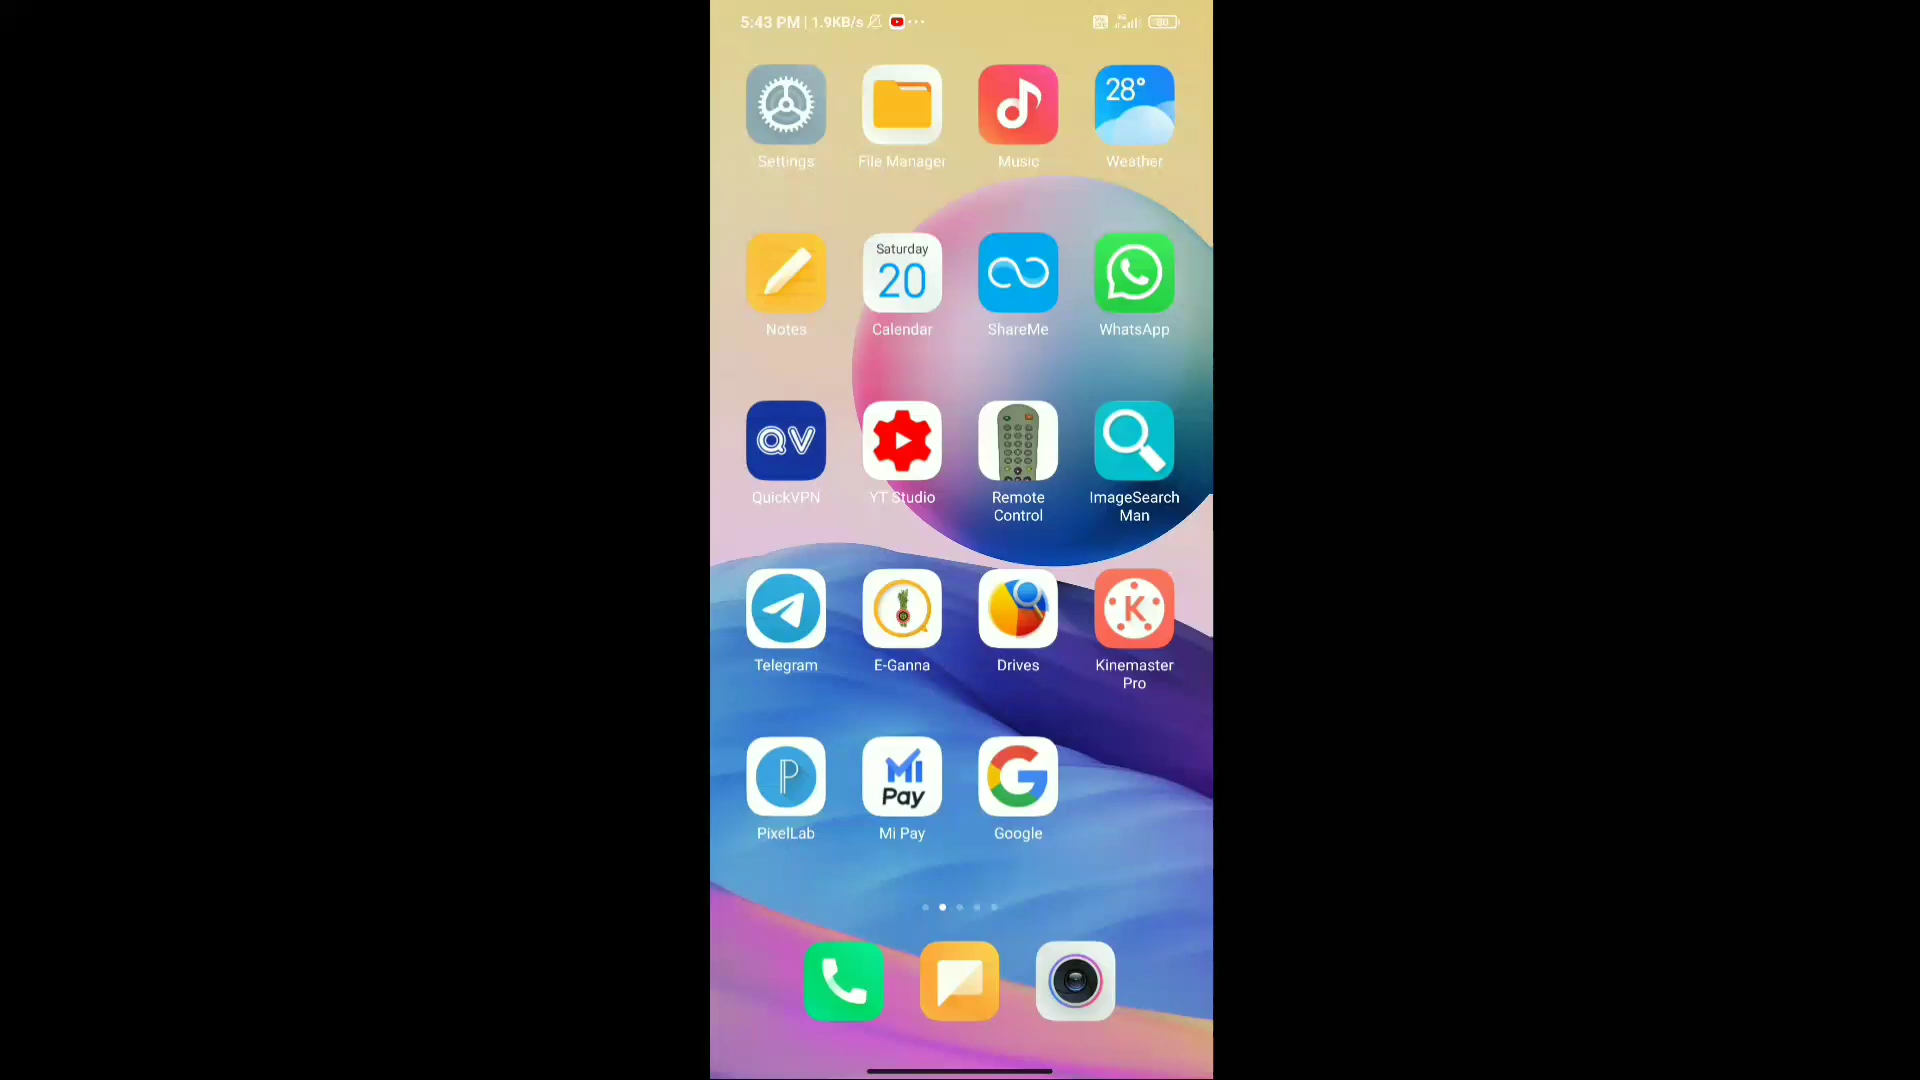 5:43 PM | 1.9KB/s
80
28°
Settings
File Manager
Music
Weather
Saturday
20
Notes
Calendar
ShareMe
WhatsApp
QV
QuickVPN
YT Studio
Remote
Control
ImageSearch
Man
K
Telegram
E-Ganna
Drives
Kinemaster
Pro
P
Mi
Pay
G
PixelLab
Mi Pay
Google